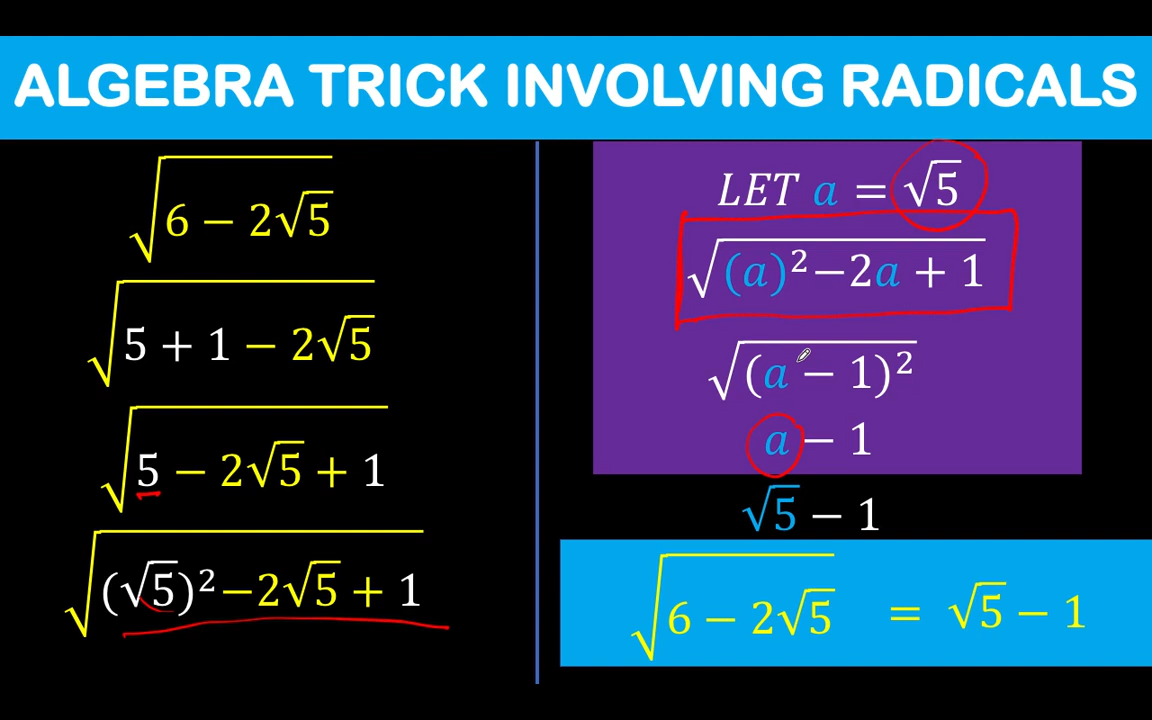 ALGEBRA TRICK INVOLVING RADICALS
√(6 − 2√5)
√(5 + 1 − 2√5)
√(5 − 2√5 + 1)
√((√5)² − 2√5 + 1)
LET a = √5
√((a)² − 2a + 1)
√((a − 1)²)
a − 1
√5 − 1
√(6 − 2√5) = √5 − 1